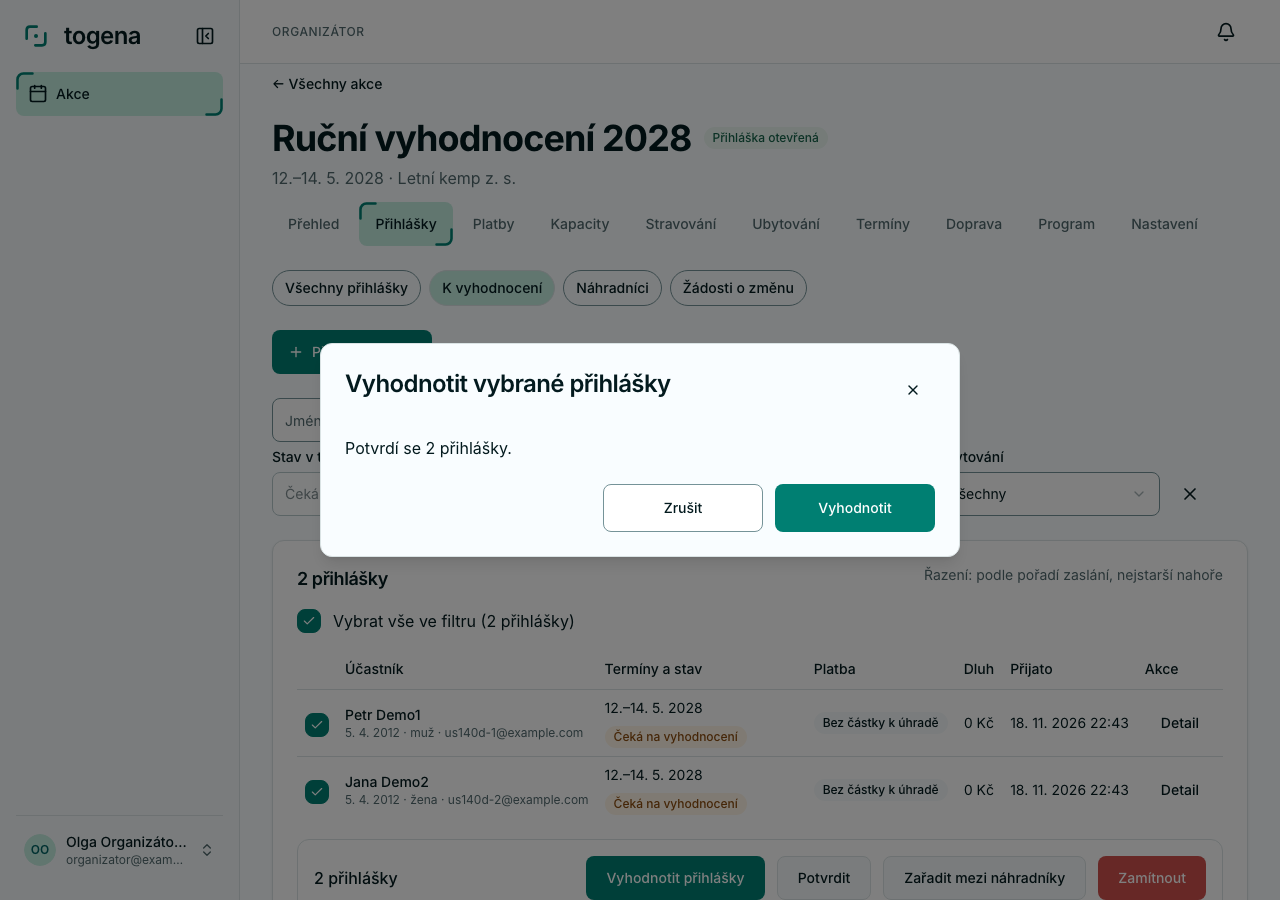 togena
ORGANIZÁTOR
Akce
← Všechny akce
Ruční vyhodnocení 2028
Přihláška otevřená
12.–14. 5. 2028 · Letní kemp z. s.
Přehled
Přihlášky
Platby
Kapacity
Stravování
Ubytování
Termíny
Doprava
Program
Nastavení
Všechny přihlášky
K vyhodnocení
Náhradníci
Žádosti o změnu
Vyhodnotit vybrané přihlášky
Potvrdí se 2 přihlášky.
Zrušit
Vyhodnotit
Stav v
2 přihlášky
Řazení: podle pořadí zaslání, nejstarší nahoře
Vybrat vše ve filtru (2 přihlášky)
Účastník
Termíny a stav
Platba
Dluh
Přijato
Akce
Petr Demo1
5. 4. 2012 · muž · us140d-1@example.com
12.–14. 5. 2028
Čeká na vyhodnocení
Bez částky k úhradě
0 Kč
18. 11. 2026 22:43
Detail
Jana Demo2
5. 4. 2012 · žena · us140d-2@example.com
12.–14. 5. 2028
Čeká na vyhodnocení
Bez částky k úhradě
0 Kč
18. 11. 2026 22:43
Detail
2 přihlášky
Vyhodnotit přihlášky
Potvrdit
Zařadit mezi náhradníky
Zamítnout
OO
Olga Organizáto...
organizator@exam...